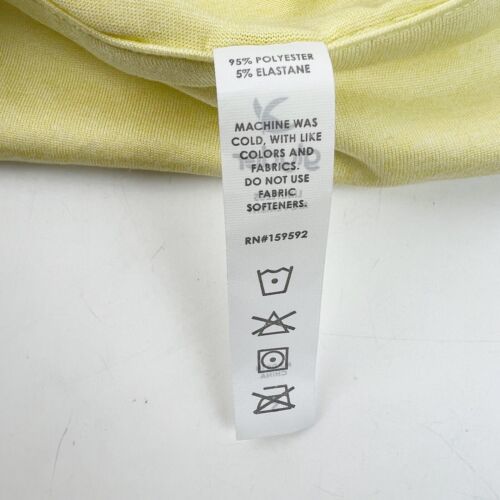 95% POLYESTER
5% ELASTANE
MACHINE WAS
COLD, WITH LIKE
COLORS AND
FABRICS.
DO NOT USE
FABRIC
SOFTENERS.
RN#159592
CHINA